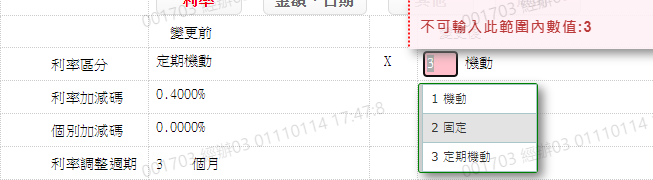 利率 金額、日期
不可輸入此範圍內數值:3
變更前
利率區分 定期機動 X 3 機動
利率加減碼 0.4000%
個別加減碼 0.0000%
利率調整週期 3 個月
1 機動
2 固定
3 定期機動
001703 經辦03 01110114 17:47:8